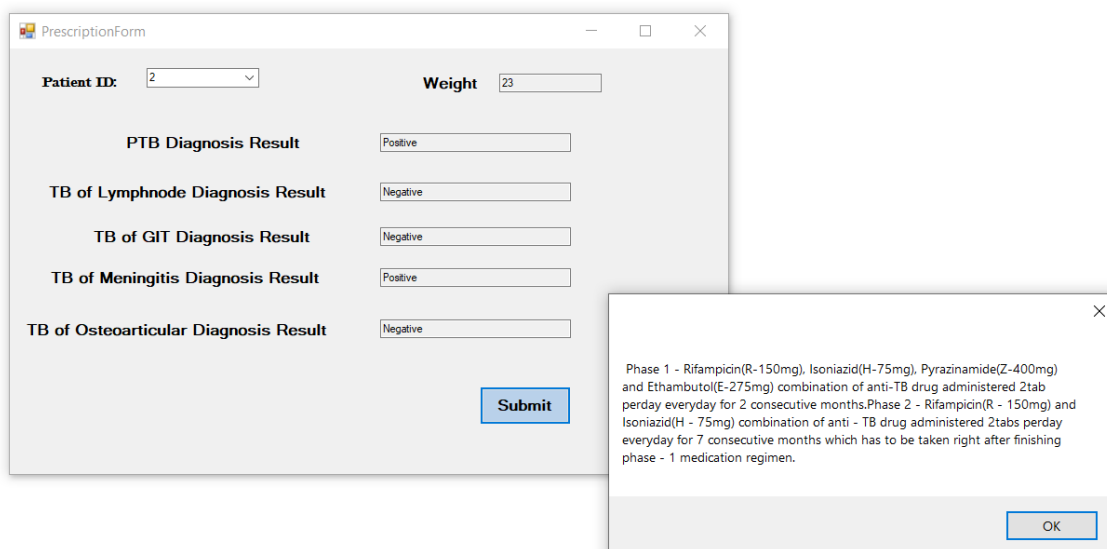 PrescriptionForm
Patient ID:
2
Weight
23
PTB Diagnosis Result
Positive
TB of Lymphnode Diagnosis Result
Negative
TB of GIT Diagnosis Result
Negative
TB of Meningitis Diagnosis Result
Positive
TB of Osteoarticular Diagnosis Result
Negative
Submit
Phase 1 - Rifampicin(R-150mg), Isoniazid(H-75mg), Pyrazinamide(Z-400mg)
and Ethambutol(E-275mg) combination of anti-TB drug administered 2tab
perday everyday for 2 consecutive months.Phase 2 - Rifampicin(R - 150mg) and
Isoniazid(H - 75mg) combination of anti - TB drug administered 2tabs perday
everyday for 7 consecutive months which has to be taken right after finishing
phase - 1 medication regimen.
OK